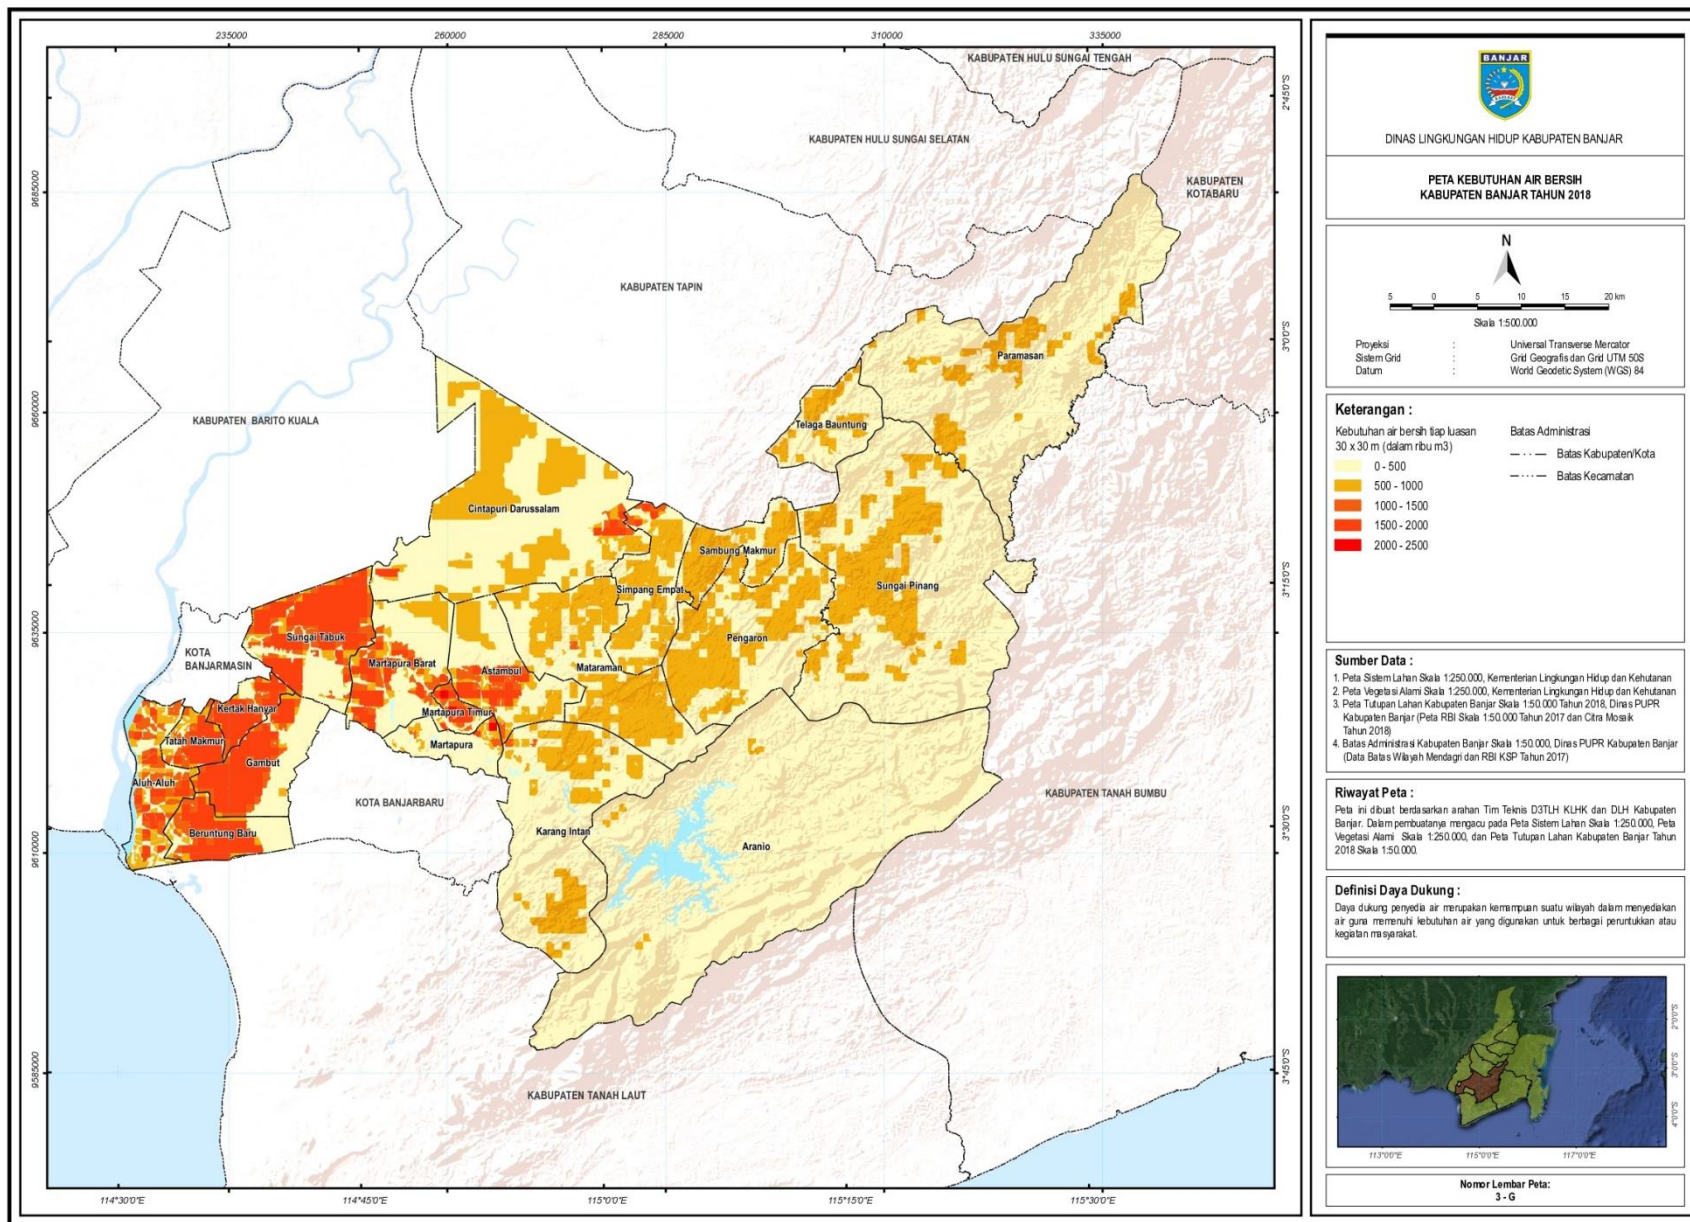 235000
260000
285000
310000
335000
KABUPATEN HULU SUNGAI TENGAH
2°45'0"S
KABUPATEN HULU SUNGAI SELATAN
9685000
KABUPATEN
KOTABARU
KABUPATEN TAPIN
3°0'0"S
Paramasan
9660000
KABUPATEN BARITO KUALA
Telaga Bauntung
Cintapuri Darussalam
Sambung Makmur
Simpang Empat
Sungai Pinang
3°15'0"S
9635000
Sungai Tabuk
Pengaron
KOTA
BANJARMASIN
Martapura Barat
Astambul
Mataraman
Kertak Hanyar
Martapura Timur
Tatah Makmur
Martapura
Gambut
Aluh-Aluh
KOTA BANJARBARU
KABUPATEN TANAH BUMBU
Beruntung Baru
Karang Intan
Aranio
3°30'0"S
9610000
9585000
3°45'0"S
KABUPATEN TANAH LAUT
114°30'0"E
114°45'0"E
115°0'0"E
115°15'0"E
115°30'0"E
BANJAR
DINAS LINGKUNGAN HIDUP KABUPATEN BANJAR
PETA KEBUTUHAN AIR BERSIH
KABUPATEN BANJAR TAHUN 2018
N
5 0 5 10 15 20 km
Skala 1:500.000
Proyeksi : Universal Transverse Mercator
Sistem Grid : Grid Geografis dan Grid UTM 50S
Datum : World Geodetic System (WGS) 84
Keterangan :
Kebutuhan air bersih tiap luasan
30 x 30 m (dalam ribu m3)
0 - 500
500 - 1000
1000 - 1500
1500 - 2000
2000 - 2500
Batas Administrasi
Batas Kabupaten/Kota
Batas Kecamatan
Sumber Data :
1. Peta Sistem Lahan Skala 1:250.000, Kementerian Lingkungan Hidup dan Kehutanan
2. Peta Vegetasi Alami Skala 1:250.000, Kementerian Lingkungan Hidup dan Kehutanan
3. Peta Tutupan Lahan Kabupaten Banjar Skala 1:50.000 Tahun 2018, Dinas PUPR
Kabupaten Banjar (Peta RBI Skala 1:50.000 Tahun 2017 dan Citra Mosaik
Tahun 2018)
4. Batas Administrasi Kabupaten Banjar Skala 1:50.000, Dinas PUPR Kabupaten Banjar
(Data Batas Wilayah Mendagri dan RBI KSP Tahun 2017)
Riwayat Peta :
Peta ini dibuat berdasarkan arahan Tim Teknis D3TLH KLHK dan DLH Kabupaten
Banjar. Dalam pembuatanya mengacu pada Peta Sistem Lahan Skala 1:250.000, Peta
Vegetasi Alami Skala 1:250.000, dan Peta Tutupan Lahan Kabupaten Banjar Tahun
2018 Skala 1:50.000.
Definisi Daya Dukung :
Daya dukung penyedia air merupakan kemampuan suatu wilayah dalam menyediakan
air guna memenuhi kebutuhan air yang digunakan untuk berbagai peruntukkan atau
kegiatan masyarakat.
2°0'0"S
3°0'0"S
4°0'0"S
113°0'0"E
115°0'0"E
117°0'0"E
Nomor Lembar Peta:
3 - G